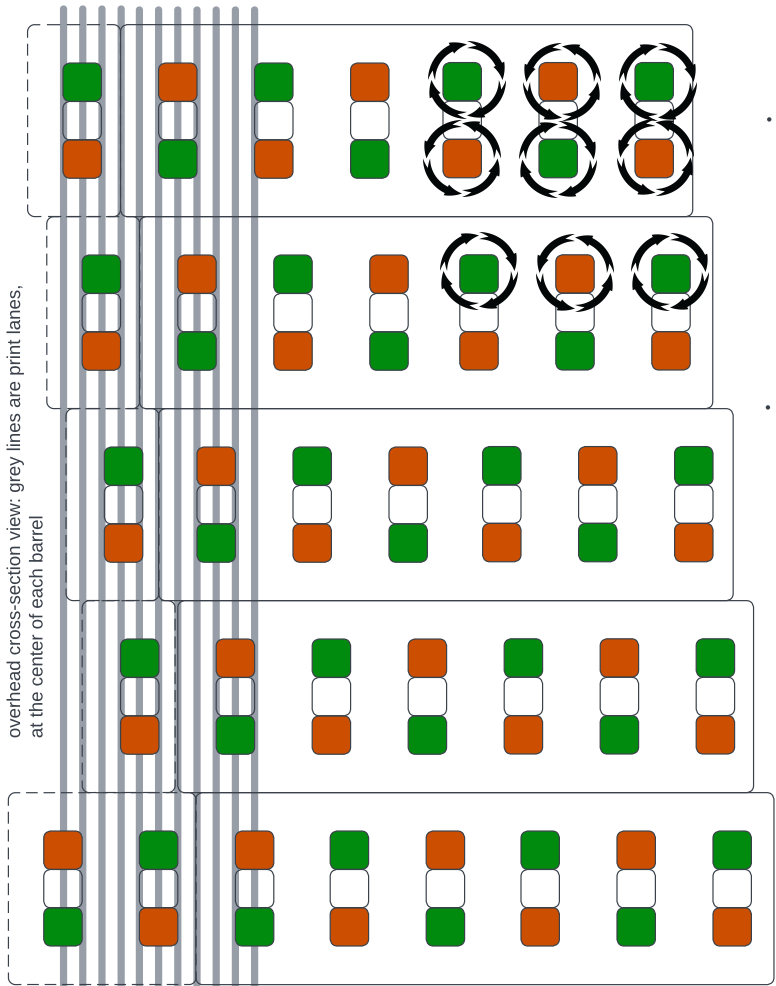 overhead cross-section view: grey lines are print lanes,
at the center of each barrel